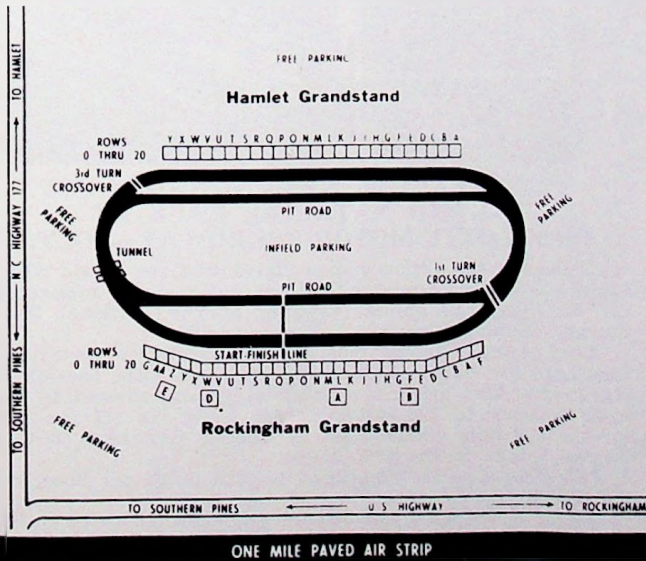 FREE PARKING
Hamlet Grandstand
ROWS
0 THRU 20
Y X W V U T S R Q P O N M L K J I H G F E D C B A
3rd TURN
CROSSOVER
FREE
PARKING
FREE
PARKING
PIT ROAD
TUNNEL
INFIELD PARKING
1st TURN
CROSSOVER
PIT ROAD
START-FINISH LINE
ROWS
0 THRU 20
G AA Z Y X W V U T S R Q P O N M L K J I H G F E D C B A F
E
D
A
B
Rockingham Grandstand
FREE
PARKING
FREE
PARKING
TO SOUTHERN PINES
N C HIGHWAY 177
TO HAMLET
TO SOUTHERN PINES
U S HIGHWAY
TO ROCKINGHAM
ONE MILE PAVED AIR STRIP